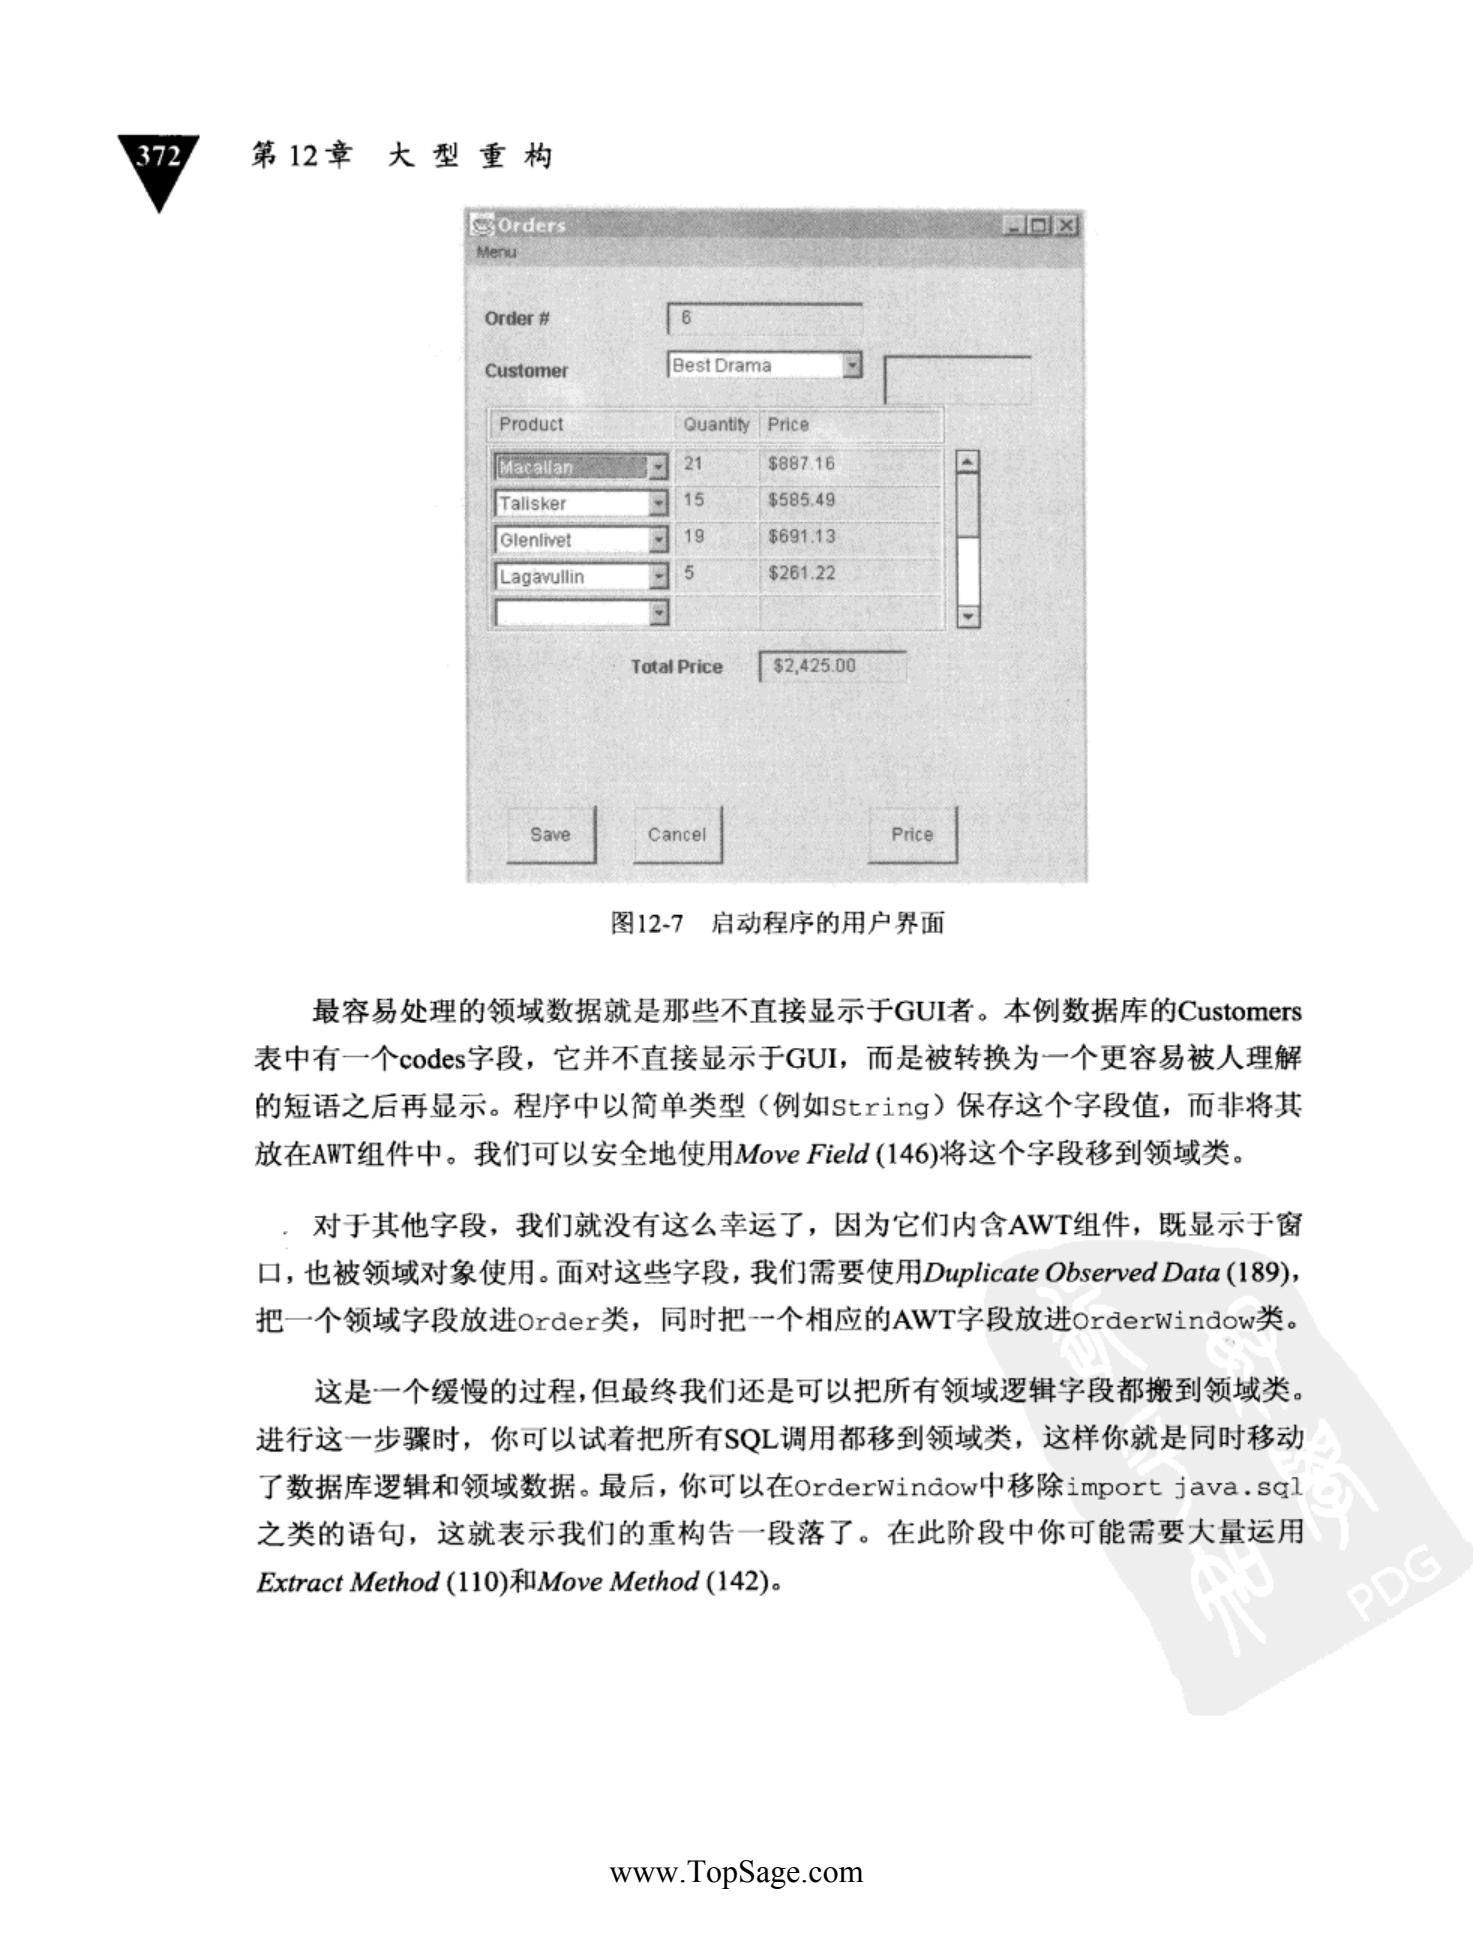 372
第12章 大型重构
Orders
Menu
Order # 6
Customer Best Drama
Product Quantity Price
Macallan 21 $887.16
Talisker 15 $585.49
Glenlivet 19 $691.13
Lagavullin 5 $261.22
Total Price $2,425.00
Save Cancel Price
图12-7 启动程序的用户界面
最容易处理的领域数据就是那些不直接显示于GUI者。本例数据库的Customers
表中有一个codes字段，它并不直接显示于GUI，而是被转换为一个更容易被人理解
的短语之后再显示。程序中以简单类型（例如String）保存这个字段值，而非将其
放在AWT组件中。我们可以安全地使用Move Field (146)将这个字段移到领域类。
对于其他字段，我们就没有这么幸运了，因为它们内含AWT组件，既显示于窗
口，也被领域对象使用。面对这些字段，我们需要使用Duplicate Observed Data (189)，
把一个领域字段放进Order类，同时把一个相应的AWT字段放进OrderWindow类。
这是一个缓慢的过程，但最终我们还是可以把所有领域逻辑字段都搬到领域类。
进行这一步骤时，你可以试着把所有SQL调用都移到领域类，这样你就是同时移动
了数据库逻辑和领域数据。最后，你可以在OrderWindow中移除import java.sql
之类的语句，这就表示我们的重构告一段落了。在此阶段中你可能需要大量运用
Extract Method (110)和Move Method (142)。
PDG
www.TopSage.com